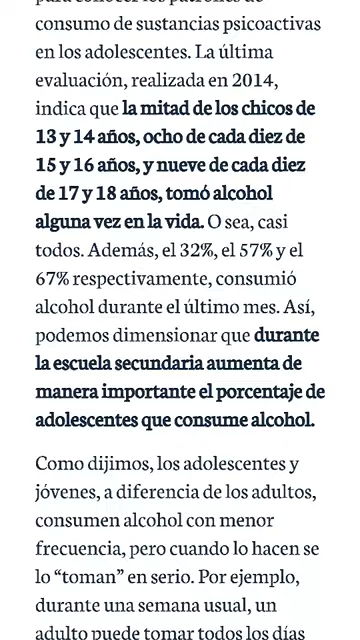 para conocer los patrones de
consumo de sustancias psicoactivas
en los adolescentes. La última
evaluación, realizada en 2014,
indica que la mitad de los chicos de
13 y 14 años, ocho de cada diez de
15 y 16 años, y nueve de cada diez
de 17 y 18 años, tomó alcohol
alguna vez en la vida. O sea, casi
todos. Además, el 32%, el 57% y el
67% respectivamente, consumió
alcohol durante el último mes. Así,
podemos dimensionar que durante
la escuela secundaria aumenta de
manera importante el porcentaje de
adolescentes que consume alcohol.
Como dijimos, los adolescentes y
jóvenes, a diferencia de los adultos,
consumen alcohol con menor
frecuencia, pero cuando lo hacen se
lo “toman” en serio. Por ejemplo,
durante una semana usual, un
adulto puede tomar todos los días